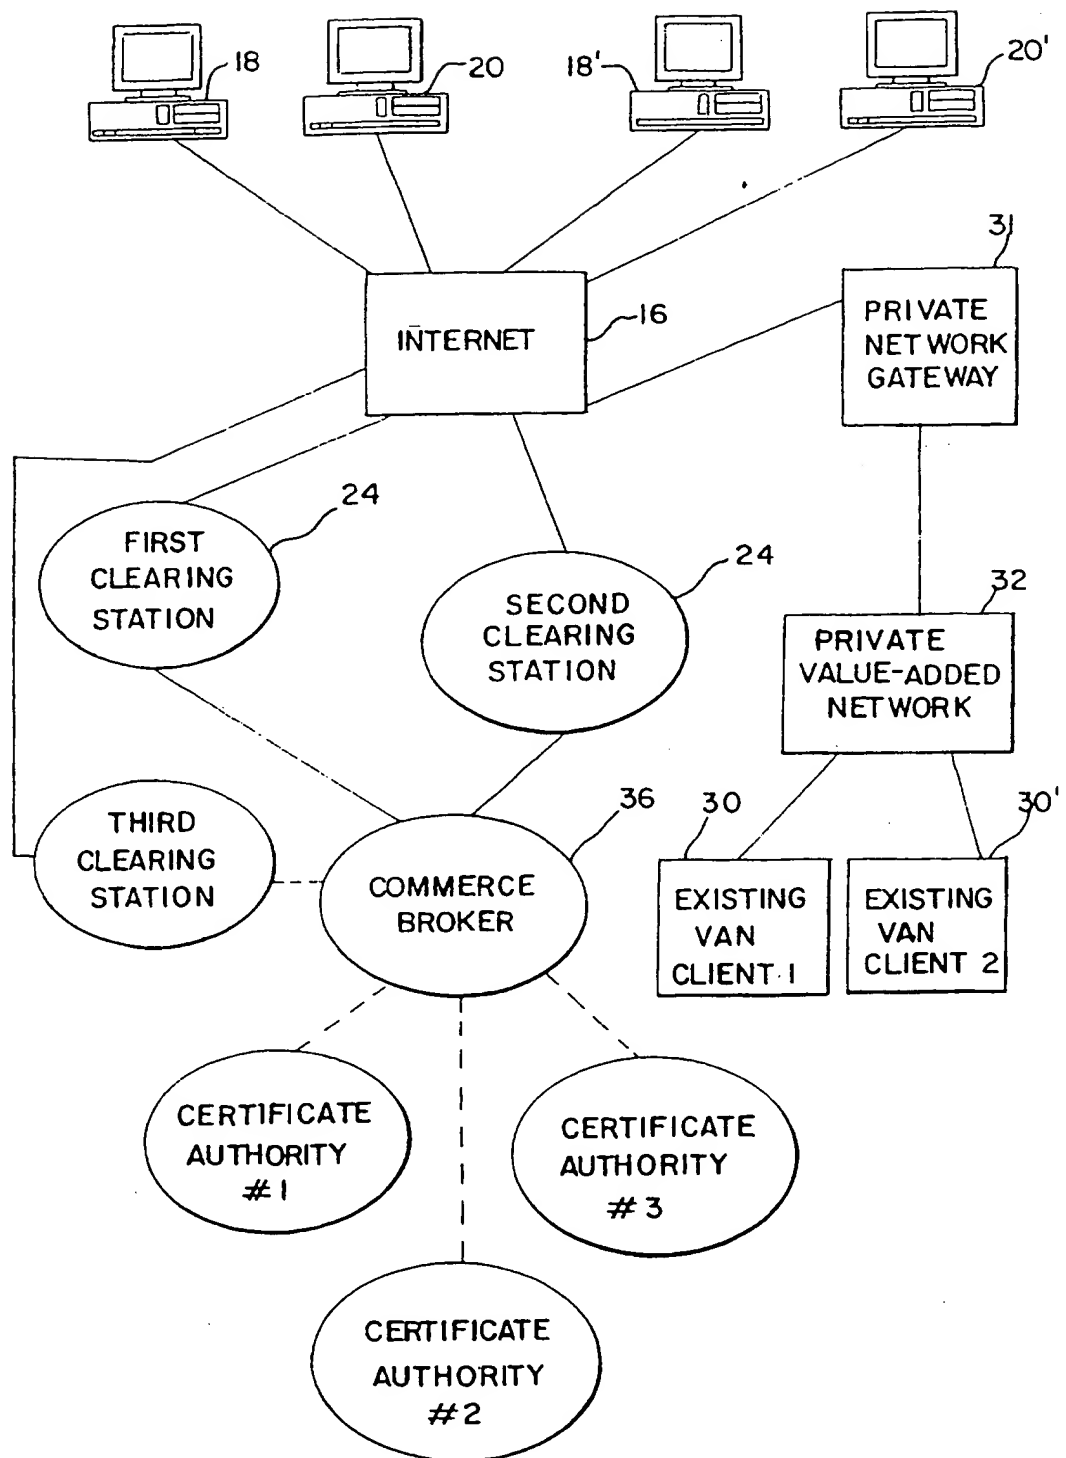 18
20
18'
20'
31
INTERNET
16
PRIVATE
NETWORK
GATEWAY
24
FIRST
CLEARING
STATION
24
SECOND
CLEARING
STATION
32
PRIVATE
VALUE-ADDED
NETWORK
THIRD
CLEARING
STATION
36
COMMERCE
BROKER
30
30'
EXISTING
VAN
CLIENT 1
EXISTING
VAN
CLIENT 2
CERTIFICATE
AUTHORITY
#1
CERTIFICATE
AUTHORITY
#3
CERTIFICATE
AUTHORITY
#2